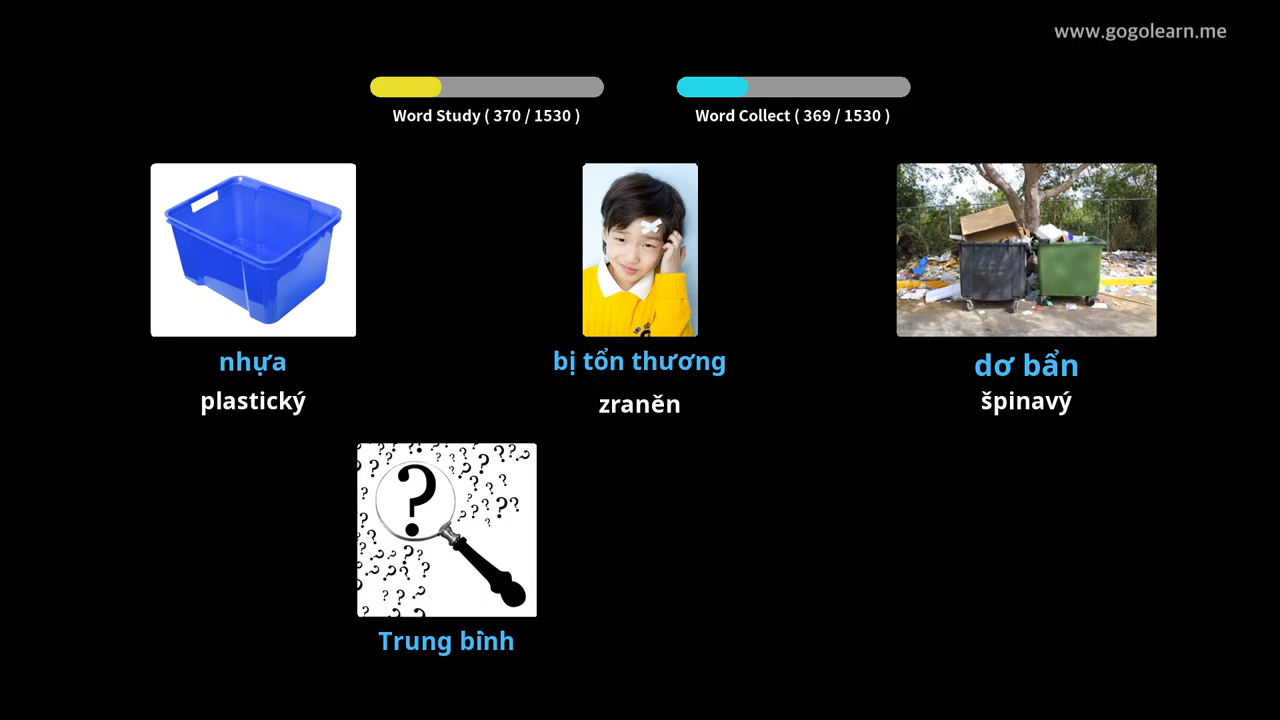 www.gogolearn.me
Word Study ( 370 / 1530 )
Word Collect ( 369 / 1530 )
nhựa
bị tổn thương
dơ bẩn
plastický
zraněn
špinavý
Trung bình